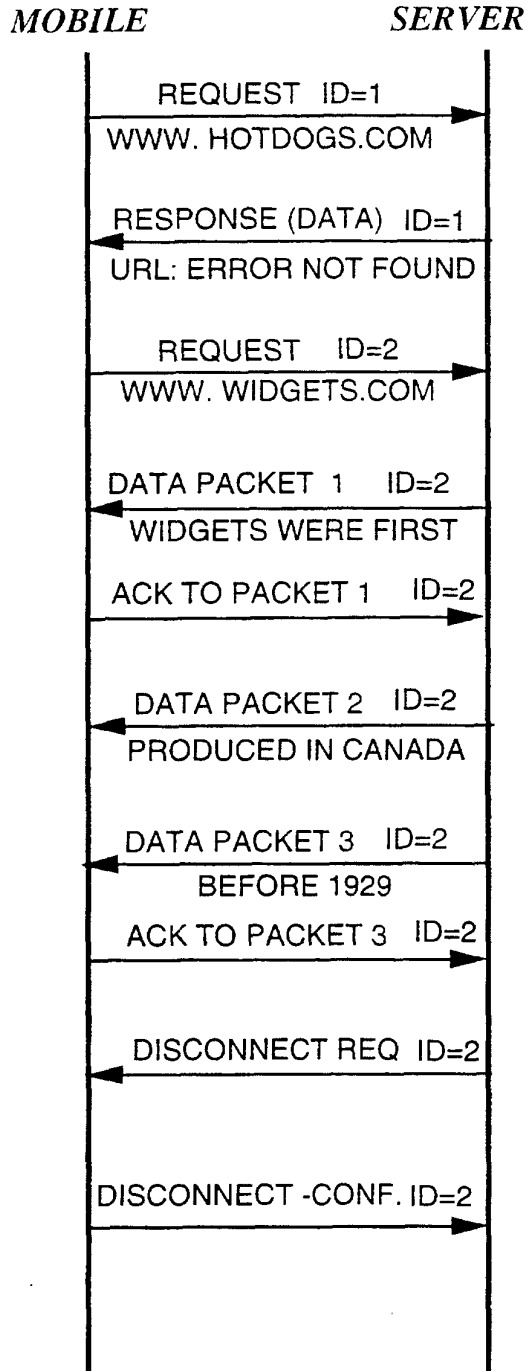 MOBILE SERVER
REQUEST ID=1
WWW. HOTDOGS.COM
RESPONSE (DATA) ID=1
URL: ERROR NOT FOUND
REQUEST ID=2
WWW. WIDGETS.COM
DATA PACKET 1 ID=2
WIDGETS WERE FIRST
ACK TO PACKET 1 ID=2
DATA PACKET 2 ID=2
PRODUCED IN CANADA
DATA PACKET 3 ID=2
BEFORE 1929
ACK TO PACKET 3 ID=2
DISCONNECT REQ ID=2
DISCONNECT -CONF. ID=2